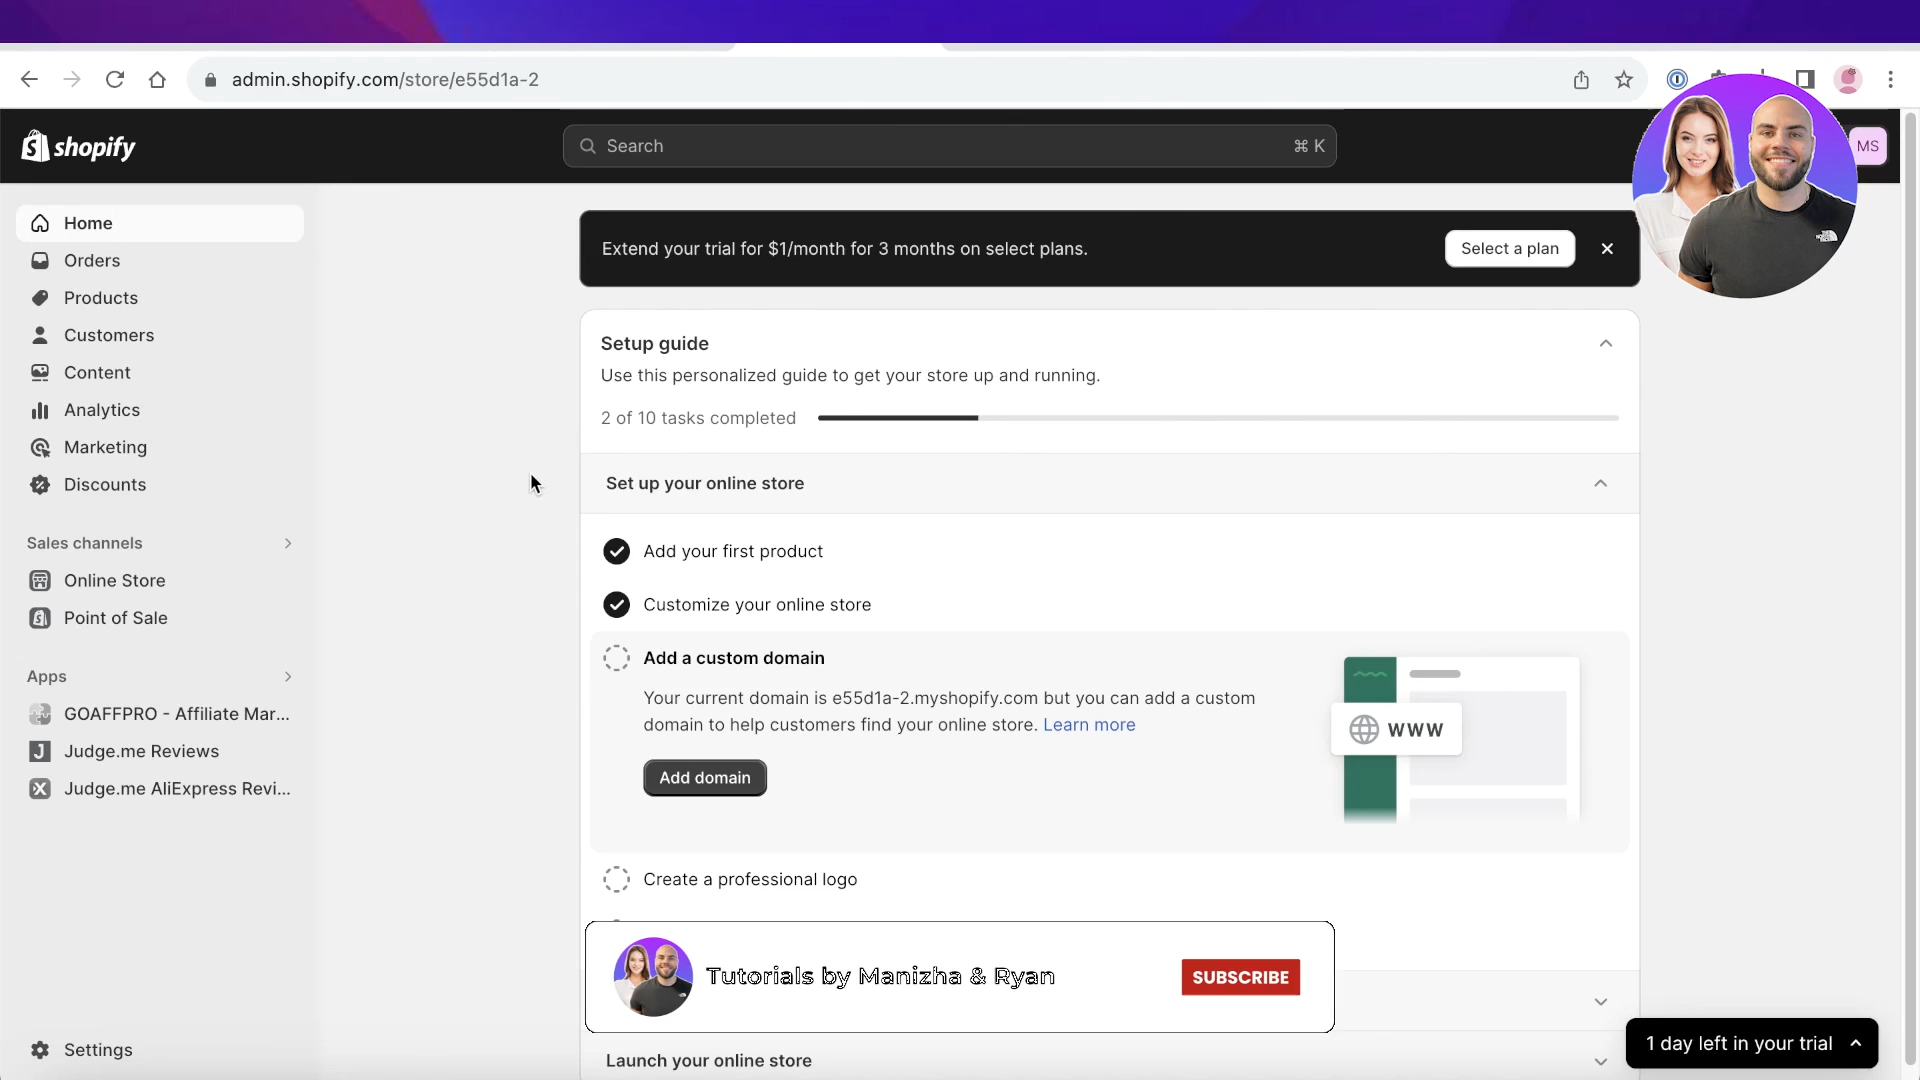 admin.shopify.com/store/e55d1a-2
shopify
Search
⌘ K
MS
Home
Orders
Products
Customers
Content
Analytics
Marketing
Discounts
Sales channels
Online Store
Point of Sale
Apps
GOAFFPRO - Affiliate Mar...
Judge.me Reviews
Judge.me AliExpress Revi...
Settings
Extend your trial for $1/month for 3 months on select plans.
Select a plan
Setup guide
Use this personalized guide to get your store up and running.
2 of 10 tasks completed
Set up your online store
Add your first product
Customize your online store
Add a custom domain
Your current domain is e55d1a-2.myshopify.com but you can add a custom
domain to help customers find your online store. Learn more
Add domain
WWW
Create a professional logo
Tutorials by Manizha & Ryan
SUBSCRIBE
Launch your online store
1 day left in your trial